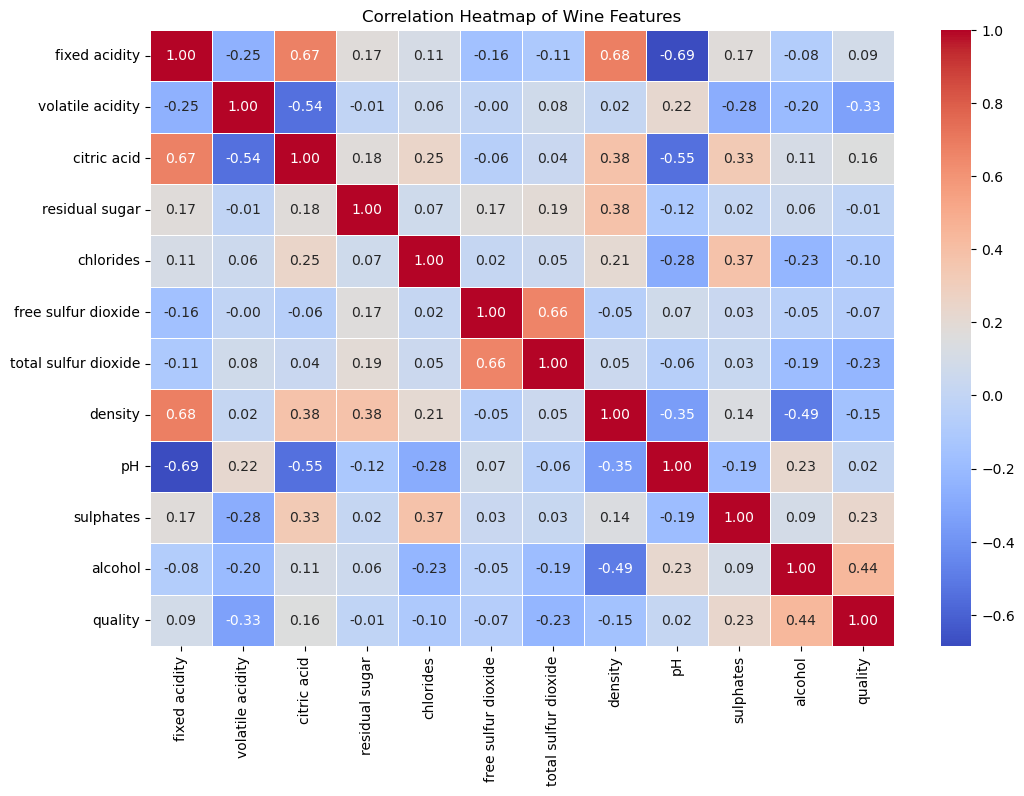 Correlation Heatmap of Wine Features
fixed acidity 1.00 -0.25 0.67 0.17 0.11 -0.16 -0.11 0.68 -0.69 0.17 -0.08 0.09
volatile acidity -0.25 1.00 -0.54 -0.01 0.06 -0.00 0.08 0.02 0.22 -0.28 -0.20 -0.33
citric acid 0.67 -0.54 1.00 0.18 0.25 -0.06 0.04 0.38 -0.55 0.33 0.11 0.16
residual sugar 0.17 -0.01 0.18 1.00 0.07 0.17 0.19 0.38 -0.12 0.02 0.06 -0.01
chlorides 0.11 0.06 0.25 0.07 1.00 0.02 0.05 0.21 -0.28 0.37 -0.23 -0.10
free sulfur dioxide -0.16 -0.00 -0.06 0.17 0.02 1.00 0.66 -0.05 0.07 0.03 -0.05 -0.07
total sulfur dioxide -0.11 0.08 0.04 0.19 0.05 0.66 1.00 0.05 -0.06 0.03 -0.19 -0.23
density 0.68 0.02 0.38 0.38 0.21 -0.05 0.05 1.00 -0.35 0.14 -0.49 -0.15
pH -0.69 0.22 -0.55 -0.12 -0.28 0.07 -0.06 -0.35 1.00 -0.19 0.23 0.02
sulphates 0.17 -0.28 0.33 0.02 0.37 0.03 0.03 0.14 -0.19 1.00 0.09 0.23
alcohol -0.08 -0.20 0.11 0.06 -0.23 -0.05 -0.19 -0.49 0.23 0.09 1.00 0.44
quality 0.09 -0.33 0.16 -0.01 -0.10 -0.07 -0.23 -0.15 0.02 0.23 0.44 1.00
fixed acidity
volatile acidity
citric acid
residual sugar
chlorides
free sulfur dioxide
total sulfur dioxide
density
pH
sulphates
alcohol
quality
1.0
0.8
0.6
0.4
0.2
0.0
−0.2
−0.4
−0.6